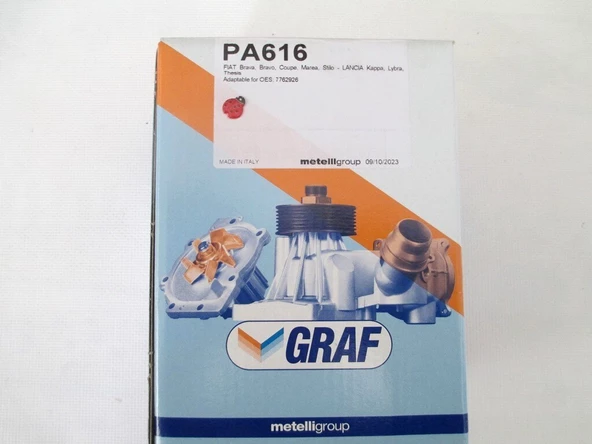 PA616
FIAT Brava, Bravo, Coupe, Marea, Stilo - LANCIA Kappa, Lybra,
Thesis
Adaptable for OES: 7762926
MADE IN ITALY metelligroup 09/10/2023
GRAF
metelligroup